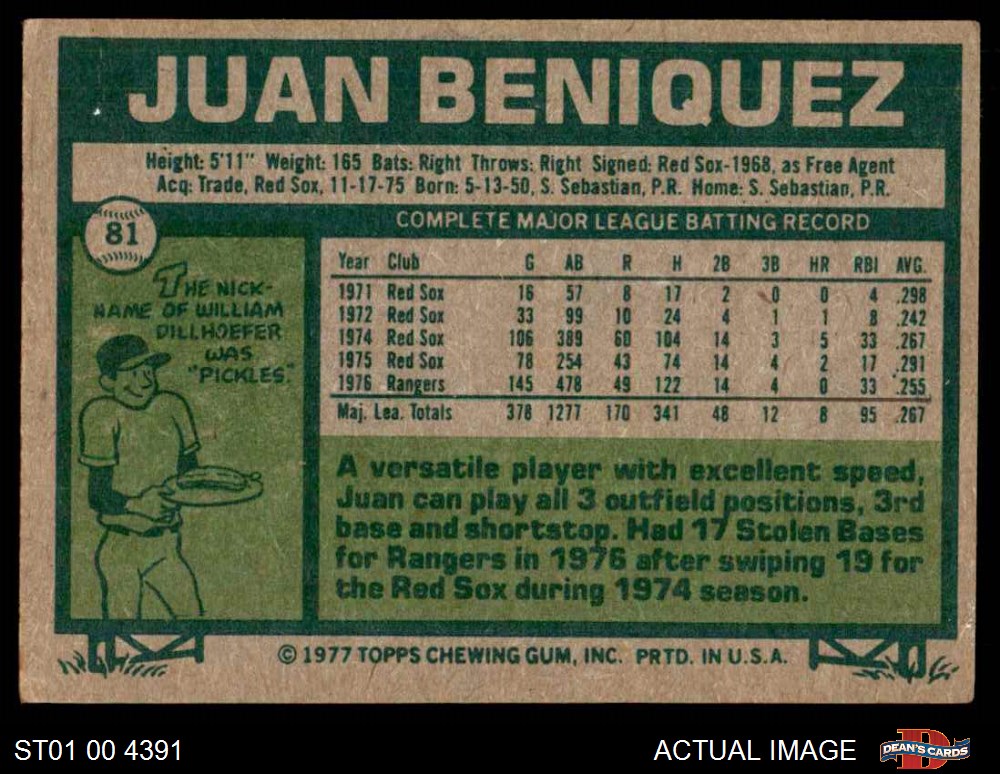 JUAN BENIQUEZ
Height: 5'11" Weight: 165 Bats: Right Throws: Right Signed: Red Sox-1968, as Free Agent
Acq: Trade, Red Sox, 11-17-75 Born: 5-13-50, S. Sebastian, P.R. Home: S. Sebastian, P.R.
81
COMPLETE MAJOR LEAGUE BATTING RECORD
THE NICK-
NAME OF WILLIAM
DILLHOEFER
WAS
"PICKLES."
Year Club G AB R H 2B 3B HR RBI AVG.
1971 Red Sox 16 57 8 17 2 0 0 4 .298
1972 Red Sox 33 99 10 24 4 1 1 8 .242
1974 Red Sox 106 389 60 104 14 3 5 33 .267
1975 Red Sox 78 254 43 74 14 4 2 17 .291
1976 Rangers 145 478 49 122 14 4 0 33 .255
Maj. Lea. Totals 378 1277 170 341 48 12 8 95 .267
A versatile player with excellent speed,
Juan can play all 3 outfield positions, 3rd
base and shortstop. Had 17 Stolen Bases
for Rangers in 1976 after swiping 19 for
the Red Sox during 1974 season.
© 1977 TOPPS CHEWING GUM, INC. PRTD. IN U.S.A.
ST01 00 4391
ACTUAL IMAGE
DEAN'S CARDS